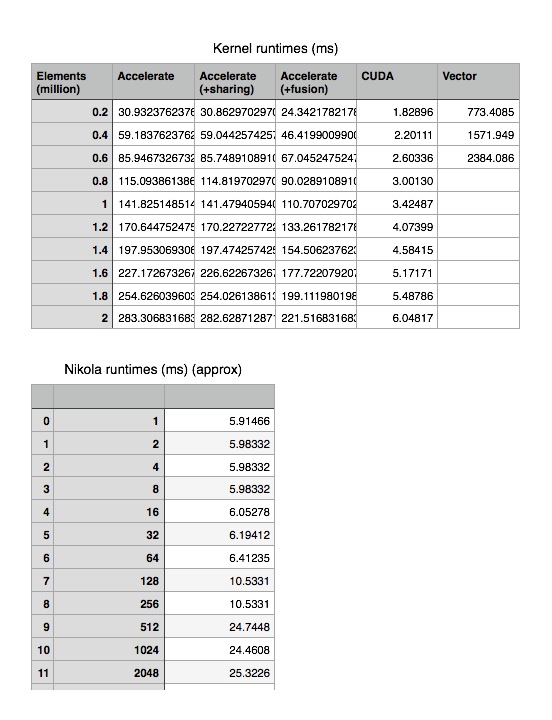 Kernel runtimes (ms)
Elements (million) Accelerate Accelerate (+sharing) Accelerate (+fusion) CUDA Vector
0.2 30.9323762376 30.8629702970 24.3421782178 1.82896 773.4085
0.4 59.1837623762 59.0442574257 46.4199009900 2.20111 1571.949
0.6 85.9467326732 85.7489108910 67.0452475247 2.60336 2384.086
0.8 115.093861386 114.819702970 90.0289108910 3.00130
1 141.825148514 141.479405940 110.707029702 3.42487
1.2 170.644752475 170.227227722 133.261782178 4.07399
1.4 197.953069306 197.474257425 154.506237623 4.58415
1.6 227.172673267 226.622673267 177.722079207 5.17171
1.8 254.626039603 254.026138613 199.111980198 5.48786
2 283.306831683 282.628712871 221.516831683 6.04817
Nikola runtimes (ms) (approx)
0 1 5.91466
1 2 5.98332
2 4 5.98332
3 8 5.98332
4 16 6.05278
5 32 6.19412
6 64 6.41235
7 128 10.5331
8 256 10.5331
9 512 24.7448
10 1024 24.4608
11 2048 25.3226